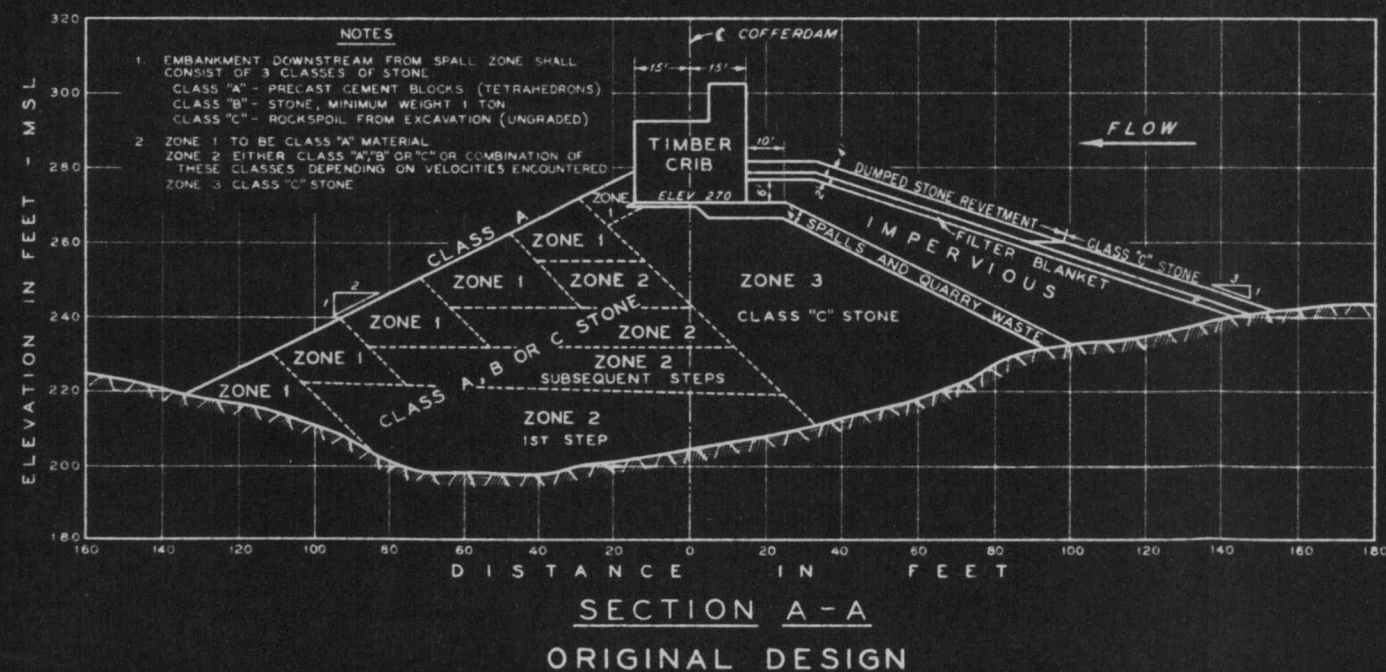 320
300
280
260
240
220
200
180
ELEVATION IN FEET - MSL
NOTES
1. EMBANKMENT DOWNSTREAM FROM SPALL ZONE SHALL
CONSIST OF 3 CLASSES OF STONE
CLASS "A" - PRECAST CEMENT BLOCKS (TETRAHEDRONS)
CLASS "B" - STONE, MINIMUM WEIGHT 1 TON
CLASS "C" - ROCKSPOIL FROM EXCAVATION (UNGRADED)
2 ZONE 1 TO BE CLASS "A" MATERIAL
ZONE 2 EITHER CLASS "A","B" OR "C" OR COMBINATION OF
THESE CLASSES DEPENDING ON VELOCITIES ENCOUNTERED
ZONE 3 CLASS "C" STONE
℄ COFFERDAM
15' 15'
TIMBER
CRIB
10'
FLOW
ELEV 270
6'
2'
DUMPED STONE REVETMENT
CLASS "C" STONE
3
1
FILTER BLANKET
IMPERVIOUS
SPALLS AND QUARRY WASTE
CLASS A
2
1
ZONE
1
ZONE 1
ZONE 1
ZONE 2
ZONE 3
CLASS "C" STONE
ZONE 1
ZONE 2
ZONE 1
ZONE 2
SUBSEQUENT STEPS
CLASS A, B OR C STONE
ZONE 1
ZONE 2
1ST STEP
160 140 120 100 80 60 40 20 0 20 40 60 80 100 120 140 160 180
DISTANCE IN FEET
SECTION A-A
ORIGINAL DESIGN